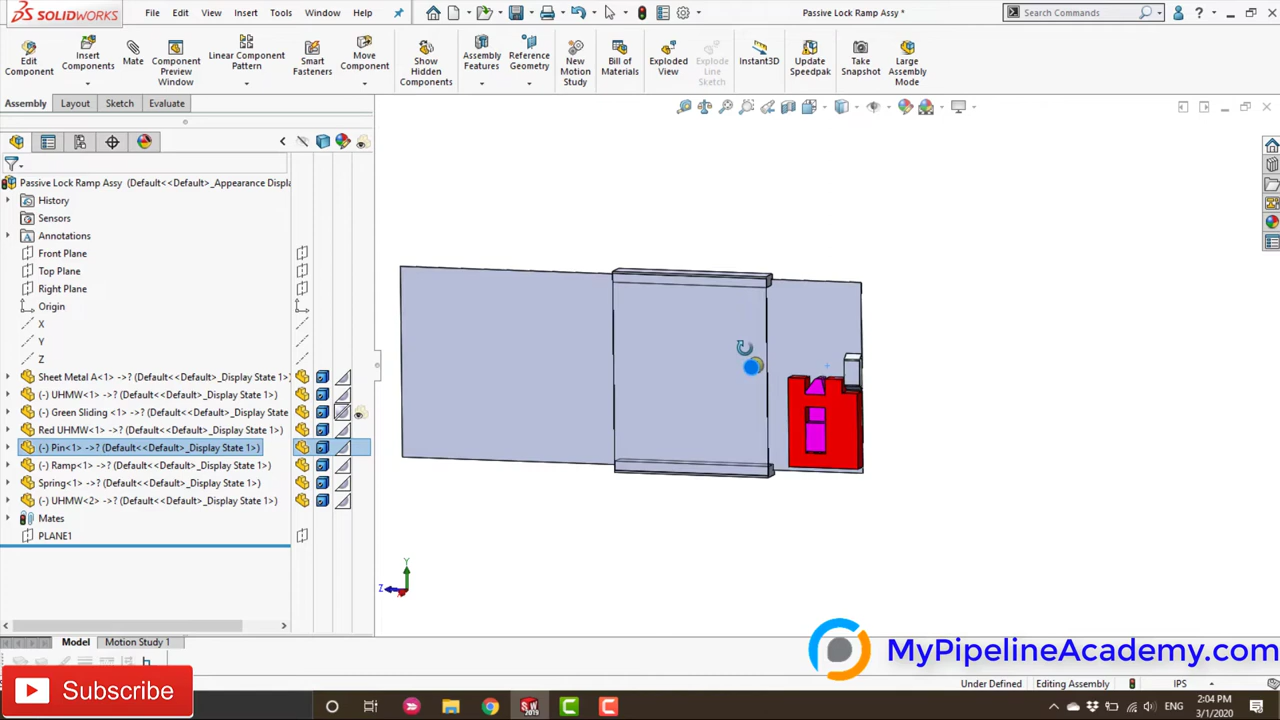 SOLIDWORKS
File Edit View Insert Tools Window Help
Passive Lock Ramp Assy *
Search Commands
Edit Component
Insert Components
Mate
Component Preview Window
Linear Component Pattern
Smart Fasteners
Move Component
Show Hidden Components
Assembly Features
Reference Geometry
New Motion Study
Bill of Materials
Exploded View
Explode Line Sketch
Instant3D
Update Speedpak
Take Snapshot
Large Assembly Mode
Assembly Layout Sketch Evaluate
Passive Lock Ramp Assy (Default<<Default>_Appearance Displa
History
Sensors
Annotations
Front Plane
Top Plane
Right Plane
Origin
X
Y
Z
Sheet Metal A<1> ->? (Default<<Default>_Display State 1>)
(-) UHMW<1> ->? (Default<<Default>_Display State 1>)
(-) Green Sliding <1> ->? (Default<<Default>_Display State
Red UHMW<1> ->? (Default<<Default>_Display State 1>)
(-) Pin<1> ->? (Default<<Default>_Display State 1>)
(-) Ramp<1> ->? (Default<<Default>_Display State 1>)
Spring<1> ->? (Default<<Default>_Display State 1>)
(-) UHMW<2> ->? (Default<<Default>_Display State 1>)
Mates
PLANE1
Y
Z
Model Motion Study 1
MyPipelineAcademy.com
Subscribe
Under Defined Editing Assembly IPS
SW 2019
ENG
2:04 PM
3/1/2020